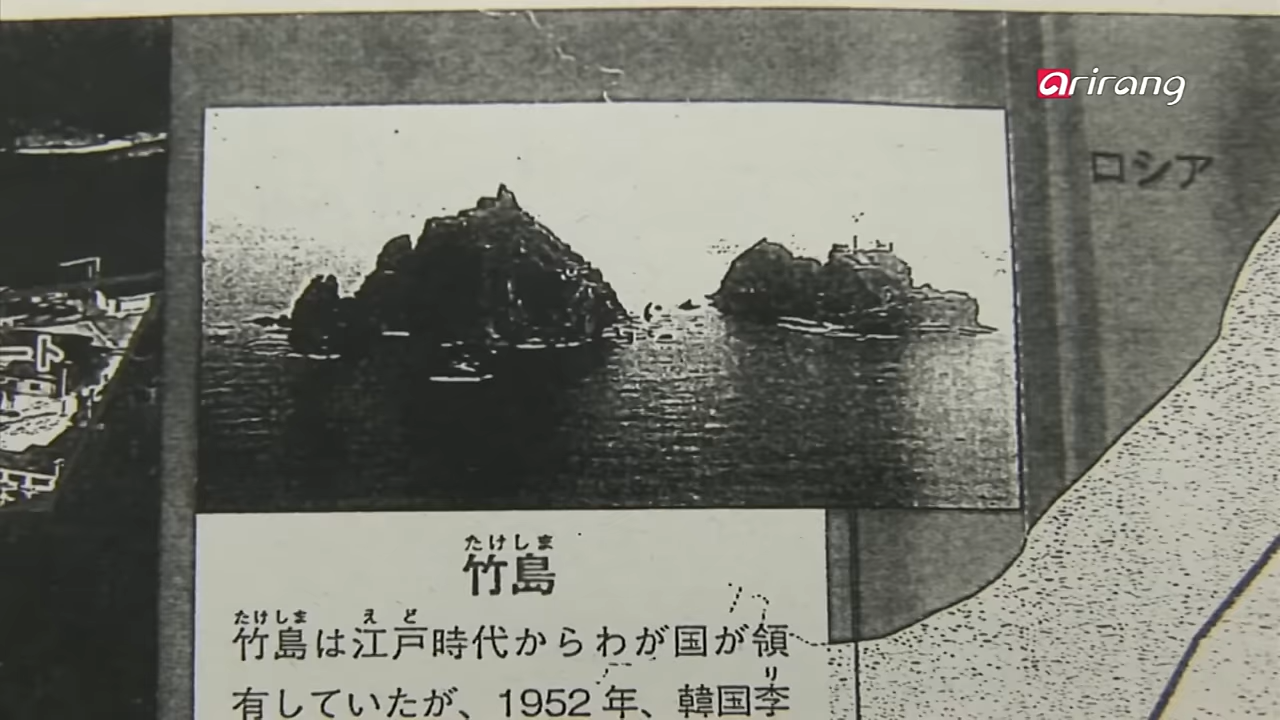 arirang
ロシア
たけしま
竹島
たけしま えど
竹島は江戸時代からわが国が領
り
有していたが、1952年、韓国李